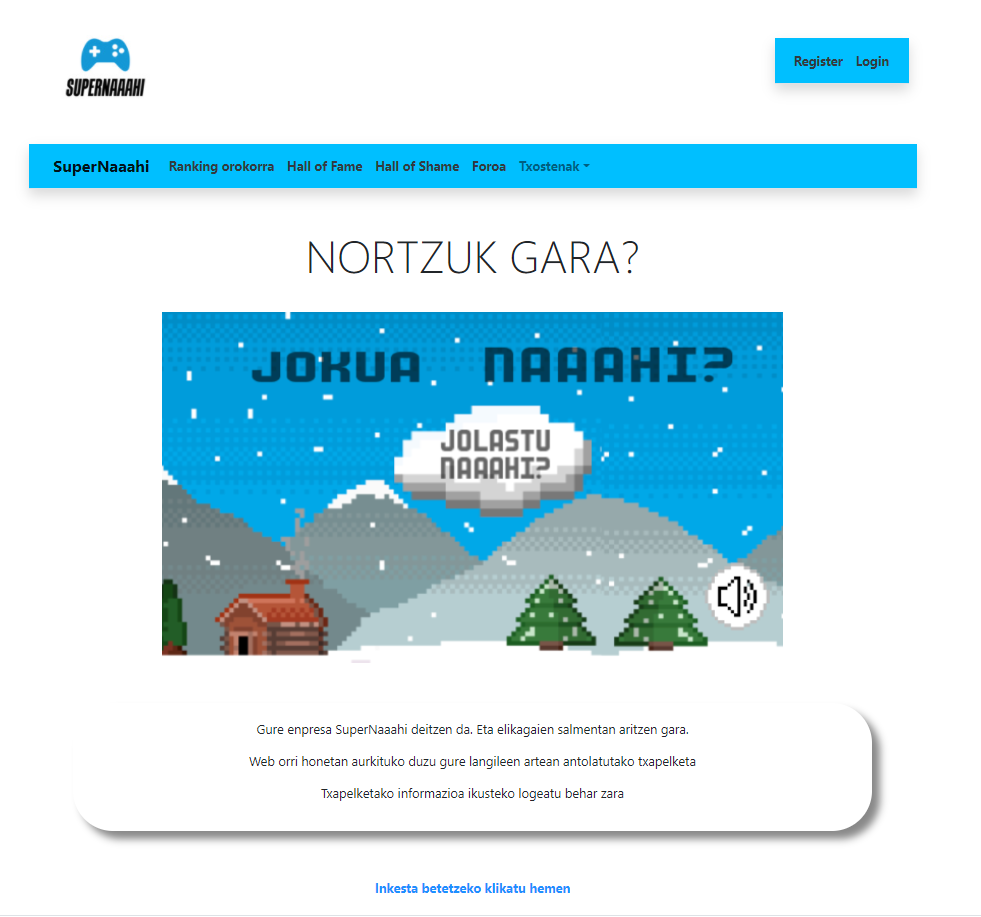 SUPERNAAAHI
Register Login
SuperNaaahi Ranking orokorra Hall of Fame Hall of Shame Foroa Txostenak
NORTZUK GARA?
JOKUA NAAAHI?
JOLASTU
NAAAHI?
Gure enpresa SuperNaaahi deitzen da. Eta elikagaien salmentan aritzen gara.
Web orri honetan aurkituko duzu gure langileen artean antolatutako txapelketa
Txapelketako informazioa ikusteko logeatu behar zara
Inkesta betetzeko klikatu hemen